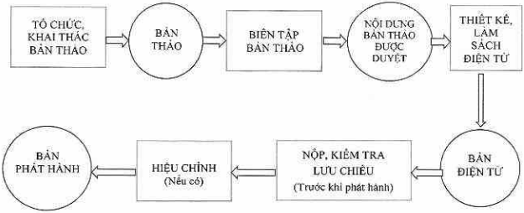 TỔ CHỨC,
KHAI THÁC
BẢN THẢO
BẢN
THẢO
BIÊN TẬP
BẢN THẢO
NỘI DUNG
BẢN THẢO
ĐƯỢC
DUYỆT
THIẾT KẾ,
LÀM
SÁCH
ĐIỆN TỬ
BẢN
ĐIỆN TỬ
NỘP, KIỂM TRA
LƯU CHIỂU
(Trước khi phát hành)
HIỆU CHỈNH
(Nếu có)
BẢN
PHÁT HÀNH